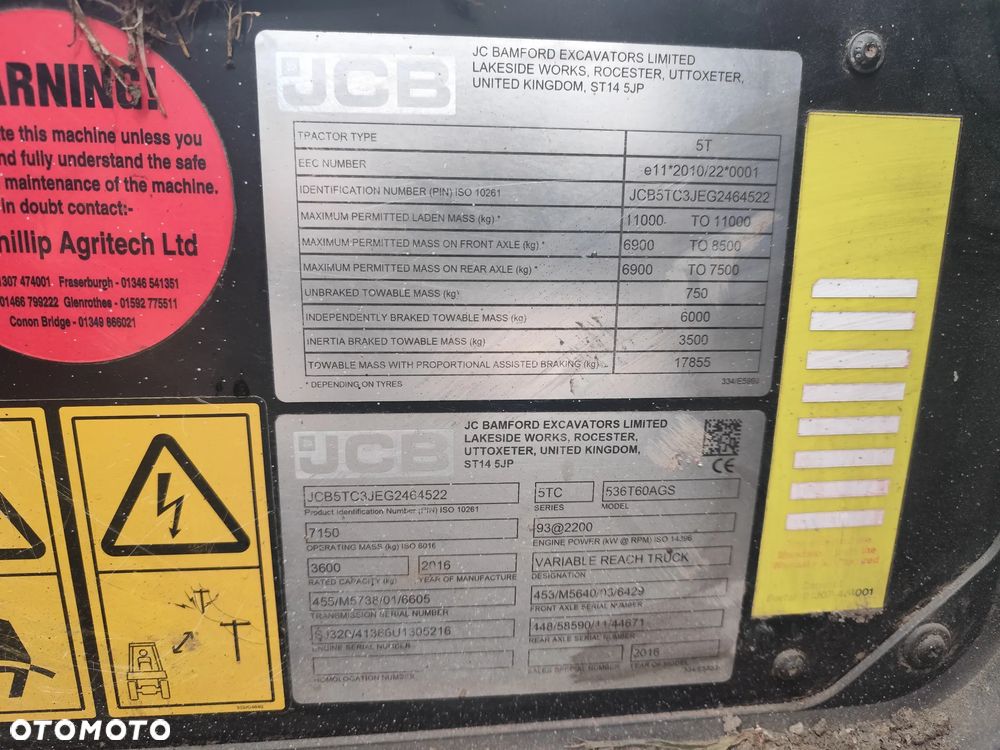 ARNING!
te this machine unless you
nd fully understand the safe
maintenance of the machine.
in doubt contact:-
hillip Agritech Ltd
1307 474001 Fraserburgh - 01346 541351
01466 799222 Glenrothes - 01592 775511
Conon Bridge - 01349 866021
JCB
JC BAMFORD EXCAVATORS LIMITED
LAKESIDE WORKS, ROCESTER, UTTOXETER,
UNITED KINGDOM, ST14 5JP
TRACTOR TYPE 5T
EEC NUMBER e11*2010/22*0001
IDENTIFICATION NUMBER (PIN) ISO 10261 JCB5TC3JEG2464522
MAXIMUM PERMITTED LADEN MASS (kg) * 11000 TO 11000
MAXIMUM PERMITTED MASS ON FRONT AXLE (kg) * 6900 TO 8500
MAXIMUM PERMITTED MASS ON REAR AXLE (kg) * 6900 TO 7500
UNBRAKED TOWABLE MASS (kg) 750
INDEPENDENTLY BRAKED TOWABLE MASS (kg) 6000
INERTIA BRAKED TOWABLE MASS (kg) 3500
TOWABLE MASS WITH PROPORTIONAL ASSISTED BRAKING (kg) 17855
* DEPENDING ON TYRES
JCB
JC BAMFORD EXCAVATORS LIMITED
LAKESIDE WORKS, ROCESTER,
UTTOXETER, UNITED KINGDOM,
ST14 5JP
CE
JCB5TC3JEG2464522 5TC 536T60AGS
Product Identification Number (PIN) ISO 10261 SERIES MODEL
7150 93@2200
OPERATING MASS (kg) ISO 6016 ENGINE POWER (kW @ RPM) ISO 14396
3600 2016 VARIABLE REACH TRUCK
RATED CAPACITY (kg) YEAR OF MANUFACTURE DESIGNATION
455/M5738/01/6605 453/M5640/03/6429
TRANSMISSION SERIAL NUMBER FRONT AXLE SERIAL NUMBER
SJ320/41386U1305216 448/58590/11/44671
ENGINE SERIAL NUMBER REAR AXLE SERIAL NUMBER
2016
HOMOLOGATION NUMBER SALES SPECIAL NUMBER YEAR OF MODEL
OTOMOTO